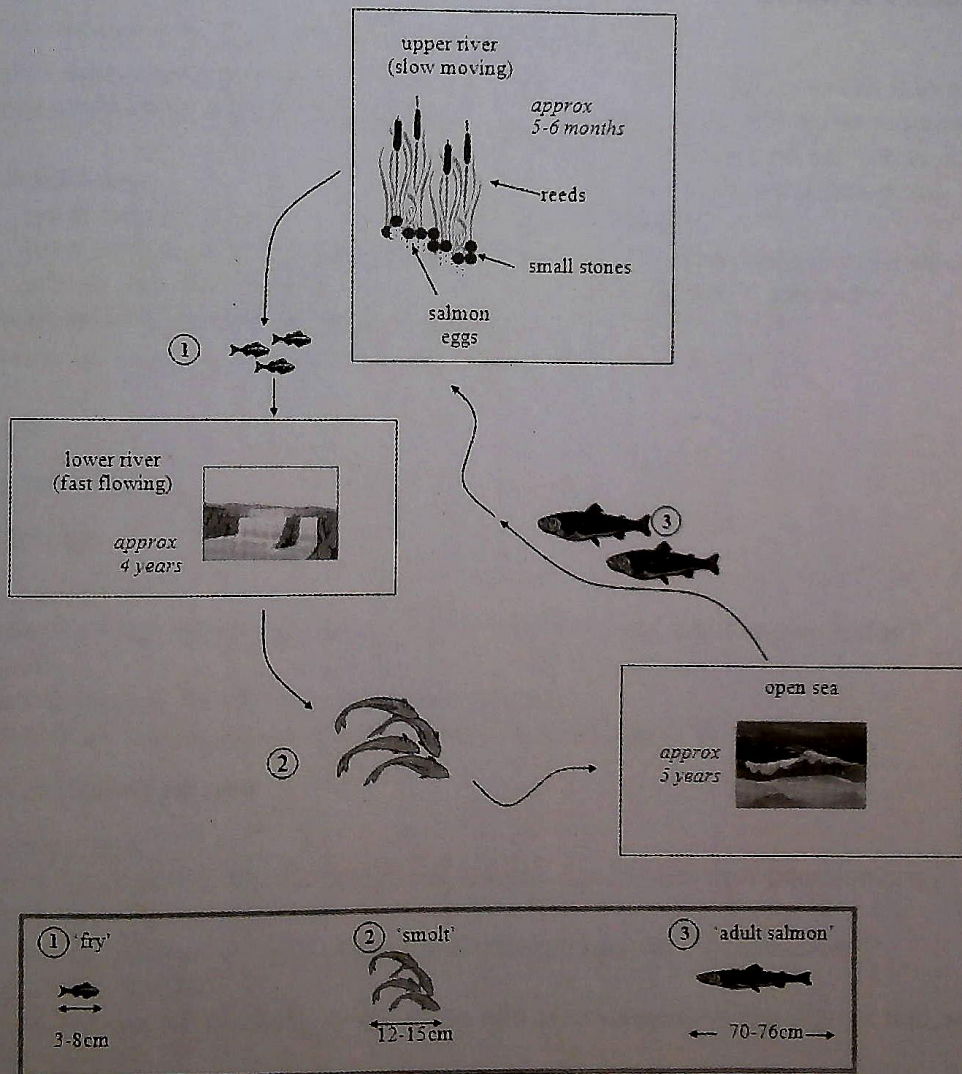 upper river
(slow moving)
approx
5-6 months
reeds
small stones
salmon
eggs
1
lower river
(fast flowing)
approx
4 years
3
open sea
approx
5 years
2
1 'fry'
3-8cm
2 'smolt'
12-15cm
3 'adult salmon'
70-76cm